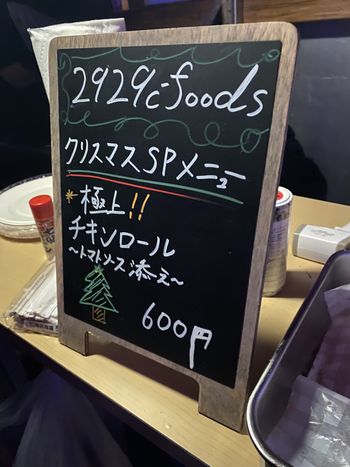 2929c-foods
クリスマスSPメニュー
*極上!!
チキンロール
~トマトソース添え~
600円